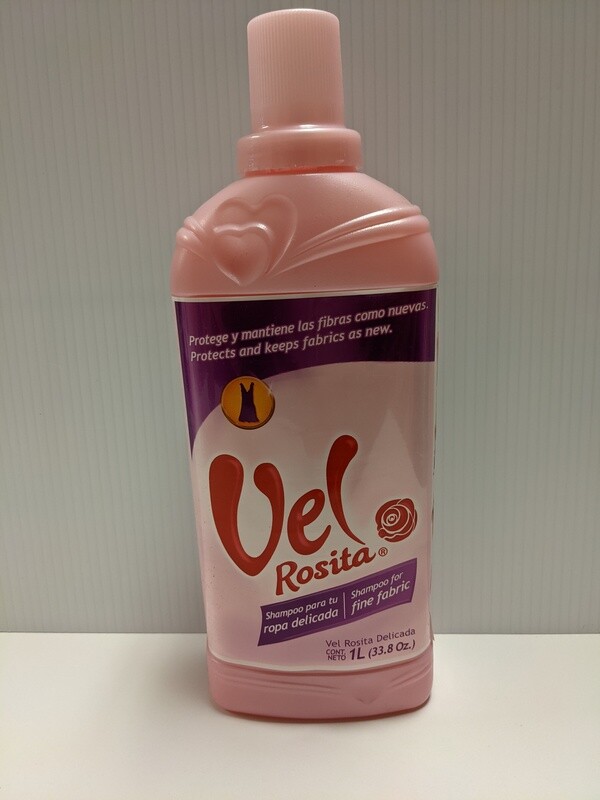 Protege y mantiene las fibras como nuevas.
Protects and keeps fabrics as new.
Vel
Rosita®
Shampoo para tu
ropa delicada
Shampoo for
fine fabric
Vel Rosita Delicada
CONT. NETO 1L (33.8 Oz.)